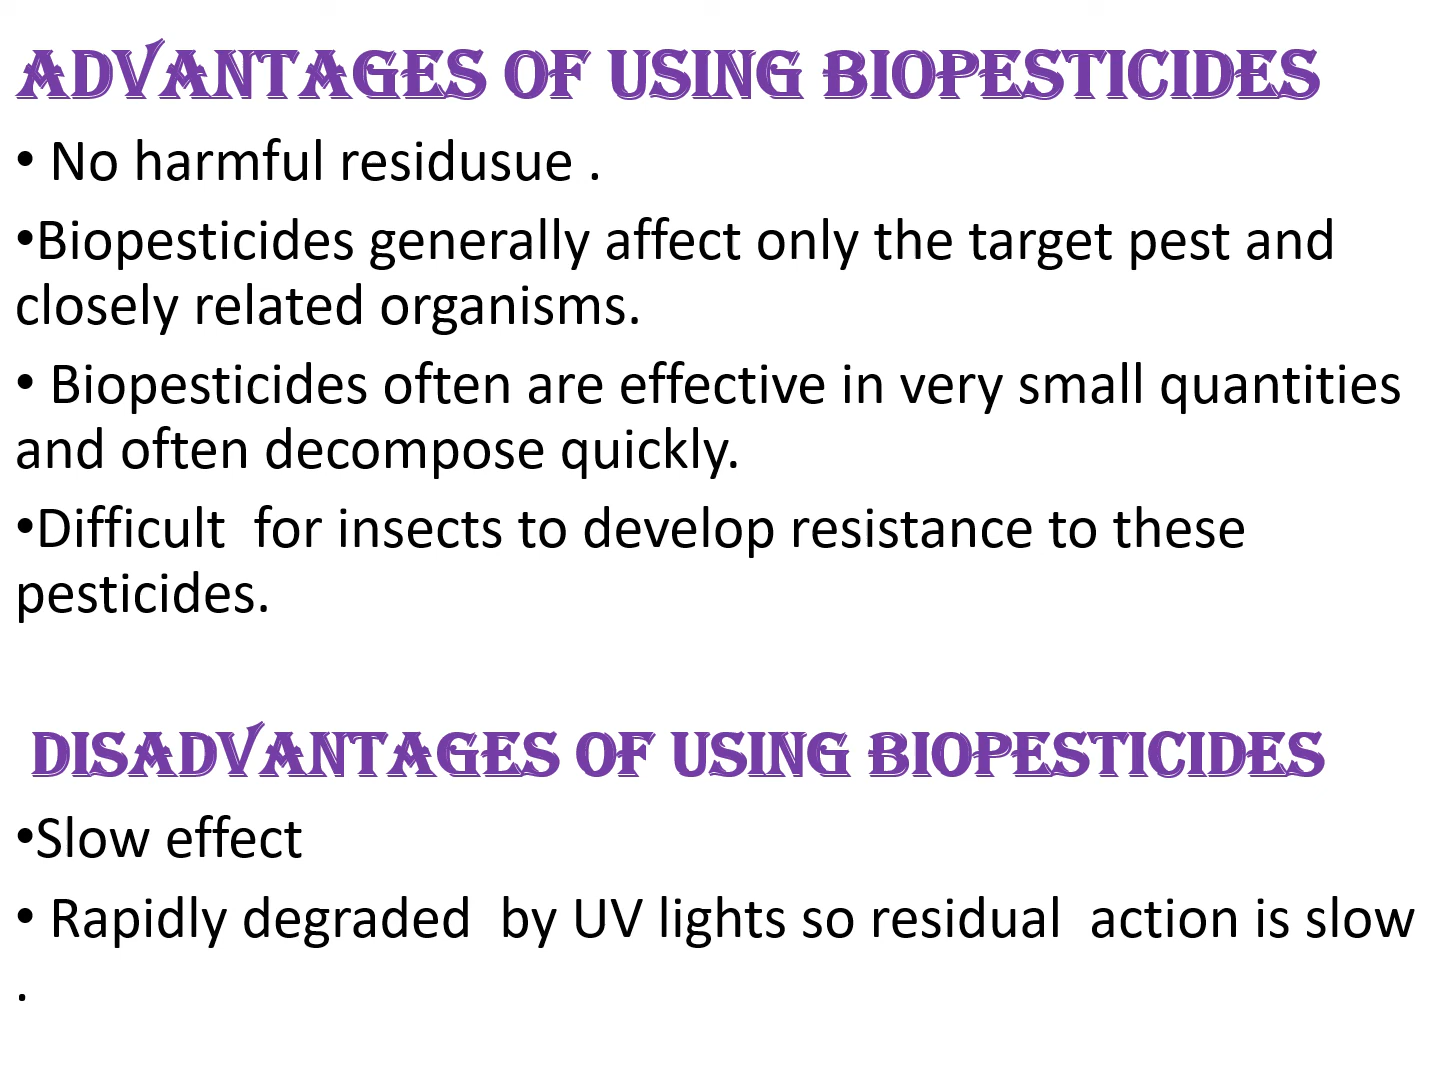 ADVANTAGES OF USING BIOPESTICIDES
• No harmful residusue .
•Biopesticides generally affect only the target pest and
closely related organisms.
• Biopesticides often are effective in very small quantities
and often decompose quickly.
•Difficult  for insects to develop resistance to these
pesticides.
DISADVANTAGES OF USING BIOPESTICIDES
•Slow effect
• Rapidly degraded  by UV lights so residual  action is slow
.